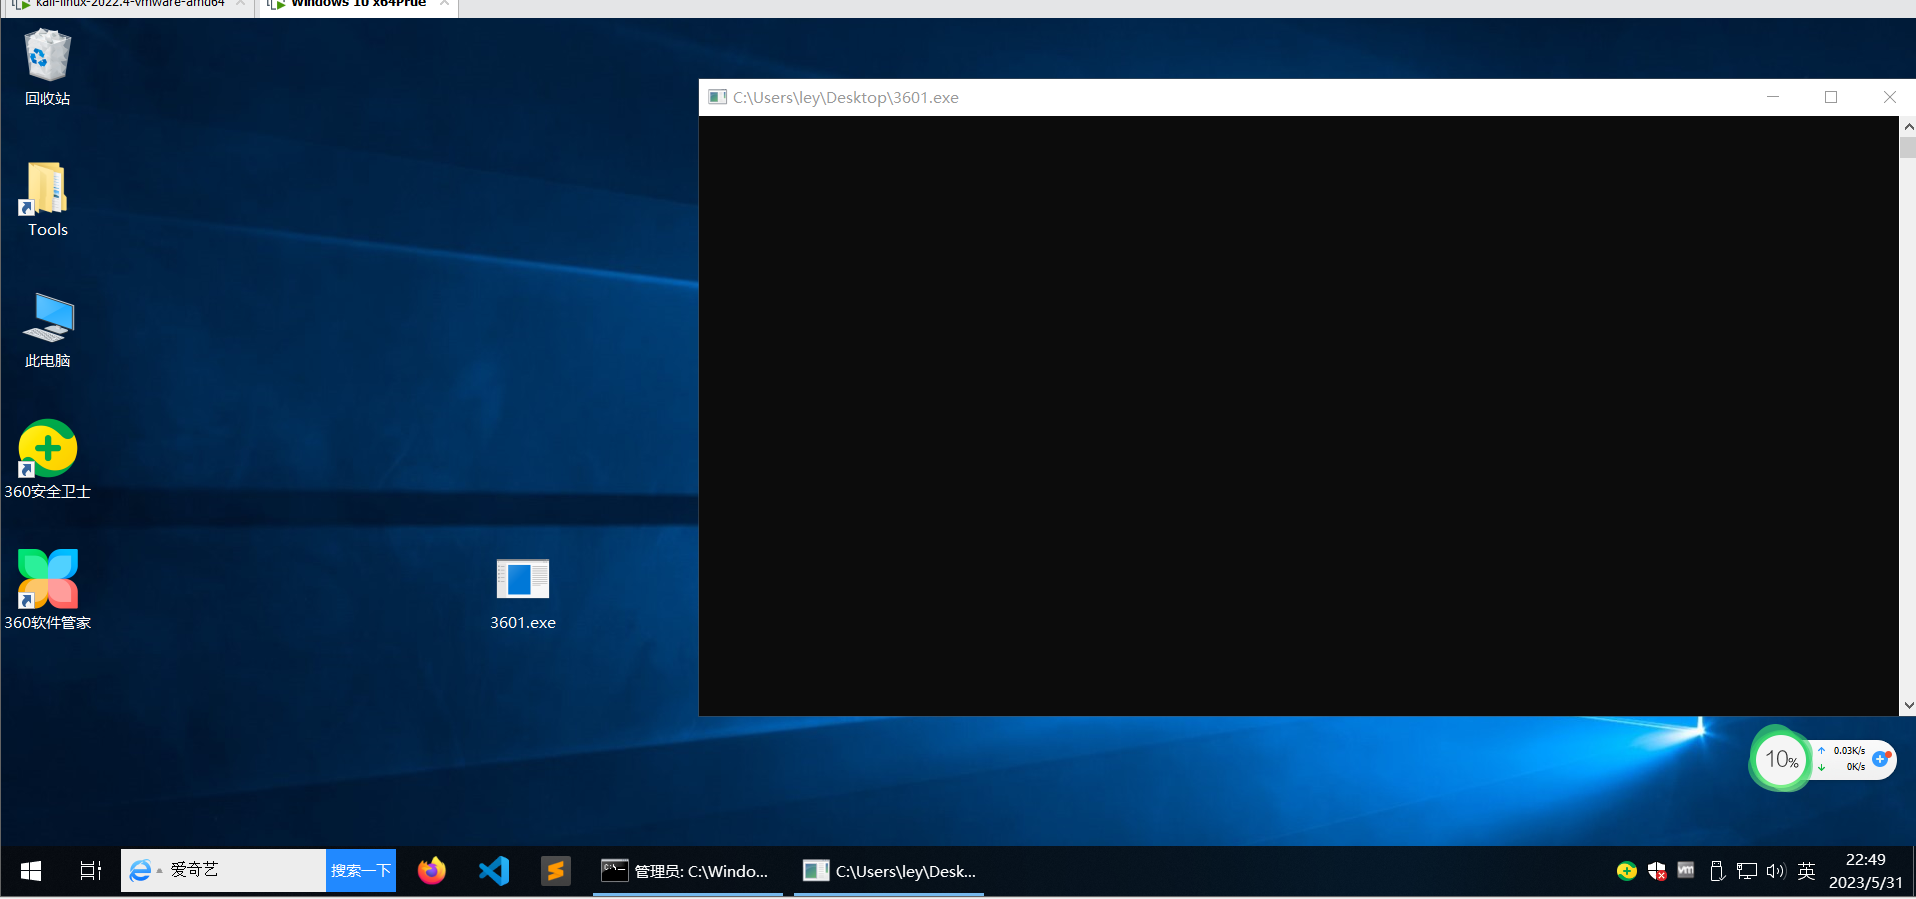 kali-linux-2022.4-vmware-amd64
Windows 10 x64Prue
回收站
C:\Users\ley\Desktop\3601.exe
Tools
此电脑
360安全卫士
360软件管家
3601.exe
10%
0.03K/s
0K/s
爱奇艺
搜索一下
管理员: C:\Windo...
C:\Users\ley\Desk...
vm
英
22:49
2023/5/31